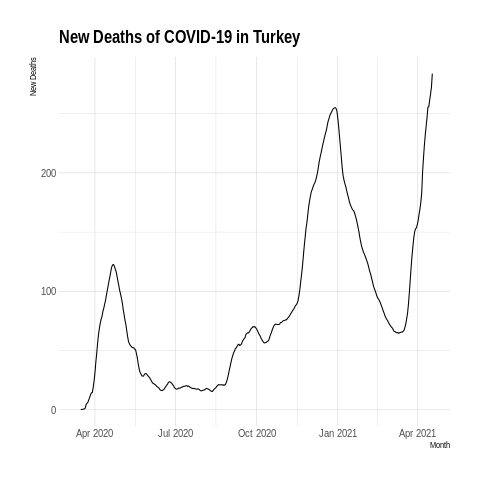 New Deaths of COVID-19 in Turkey
New Deaths
200
100
0
Apr 2020 Jul 2020 Oct 2020 Jan 2021 Apr 2021
Month